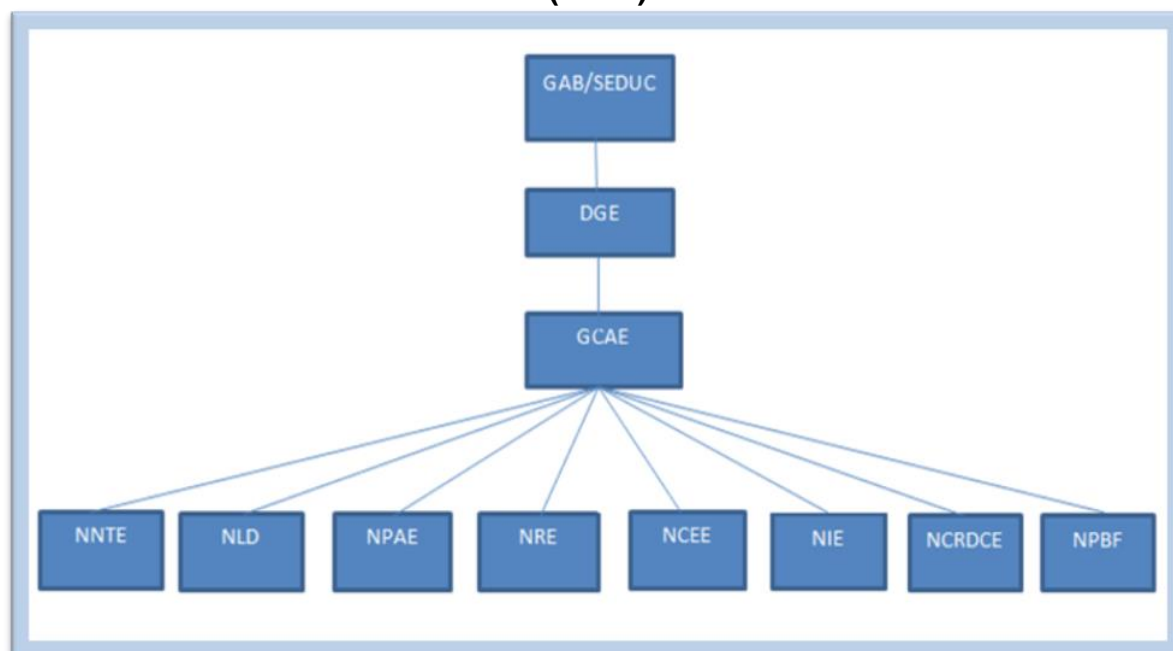 GAB/SEDUC
DGE
GCAE
NNTE
NLD
NPAE
NRE
NCEE
NIE
NCRDCE
NPBF